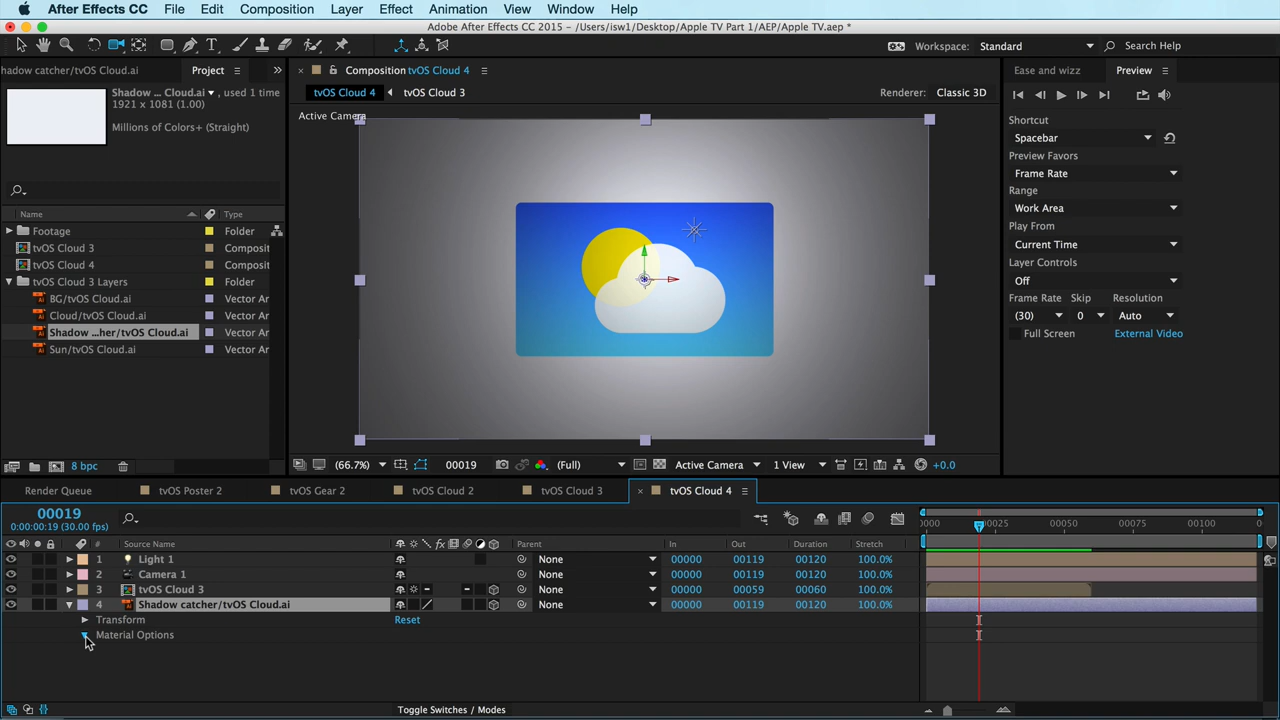 After Effects CC File Edit Composition Layer Effect Animation View Window Help
Adobe After Effects CC 2015 - /Users/isw1/Desktop/Apple TV Part 1/AEP/Apple TV.aep *
Workspace: Standard Search Help
hadow catcher/tvOS Cloud.ai Project
Shadow ... Cloud.ai , used 1 time
1921 x 1081 (1.00)
Millions of Colors+ (Straight)
Name Type
Footage Folder
tvOS Cloud 3 Composit
tvOS Cloud 4 Composit
tvOS Cloud 3 Layers Folder
BG/tvOS Cloud.ai Vector Ar
Cloud/tvOS Cloud.ai Vector Ar
Shadow ...her/tvOS Cloud.ai Vector Ar
Sun/tvOS Cloud.ai Vector Ar
8 bpc
Composition tvOS Cloud 4
tvOS Cloud 4 tvOS Cloud 3 Renderer: Classic 3D
Active Camera
(66.7%) 00019 (Full) Active Camera 1 View +0.0
Ease and wizz Preview
Shortcut
Spacebar
Preview Favors
Frame Rate
Range
Work Area
Play From
Current Time
Layer Controls
Off
Frame Rate Skip Resolution
(30) 0 Auto
Full Screen External Video
Render Queue tvOS Poster 2 tvOS Gear 2 tvOS Cloud 2 tvOS Cloud 3 tvOS Cloud 4
00019
0:00:00:19 (30.00 fps)
0000 00025 00050 00075 00100 0
# Source Name Parent In Out Duration Stretch
1 Light 1 None 00000 00119 00120 100.0%
2 Camera 1 None 00000 00119 00120 100.0%
3 tvOS Cloud 3 None 00000 00059 00060 100.0%
4 Shadow catcher/tvOS Cloud.ai None 00000 00119 00120 100.0%
Transform Reset
Material Options
Toggle Switches / Modes